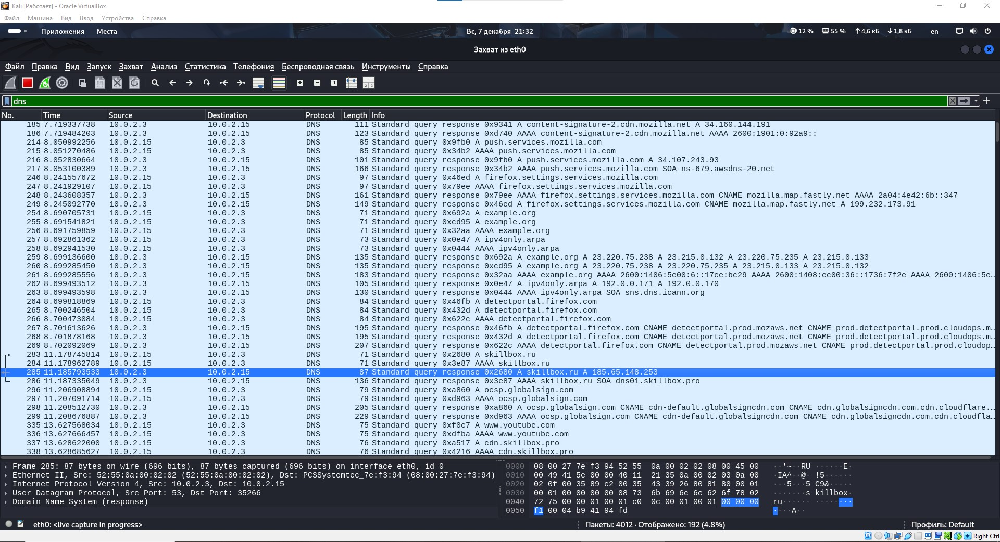 Kali [Работает] - Oracle VirtualBox
Файл Машина Вид Ввод Устройства Справка
Приложения Места Вс, 7 декабря 21:32 12 % 55 % 4,6 кБ 1,8 кБ en
Захват из eth0
Файл Правка Вид Запуск Захват Анализ Статистика Телефония Беспроводная связь Инструменты Справка
dns
No. Time Source Destination Protocol Length Info
185 7.719337738 10.0.2.3 10.0.2.15 DNS 111 Standard query response 0x9341 A content-signature-2.cdn.mozilla.net A 34.160.144.191
186 7.719484203 10.0.2.3 10.0.2.15 DNS 123 Standard query response 0xd740 AAAA content-signature-2.cdn.mozilla.net AAAA 2600:1901:0:92a9::
214 8.050992256 10.0.2.15 10.0.2.3 DNS 85 Standard query 0x9fb0 A push.services.mozilla.com
215 8.051270486 10.0.2.15 10.0.2.3 DNS 85 Standard query 0x34b2 AAAA push.services.mozilla.com
216 8.052830664 10.0.2.3 10.0.2.15 DNS 101 Standard query response 0x9fb0 A push.services.mozilla.com A 34.107.243.93
217 8.053100389 10.0.2.3 10.0.2.15 DNS 166 Standard query response 0x34b2 AAAA push.services.mozilla.com SOA ns-679.awsdns-20.net
246 8.241557672 10.0.2.15 10.0.2.3 DNS 97 Standard query 0x46ed A firefox.settings.services.mozilla.com
247 8.241929107 10.0.2.15 10.0.2.3 DNS 97 Standard query 0x79ee AAAA firefox.settings.services.mozilla.com
248 8.243608357 10.0.2.3 10.0.2.15 DNS 161 Standard query response 0x79ee AAAA firefox.settings.services.mozilla.com CNAME mozilla.map.fastly.net AAAA 2a04:4e42:6b::347
249 8.245092770 10.0.2.3 10.0.2.15 DNS 149 Standard query response 0x46ed A firefox.settings.services.mozilla.com CNAME mozilla.map.fastly.net A 199.232.173.91
254 8.690705731 10.0.2.15 10.0.2.3 DNS 71 Standard query 0x692a A example.org
255 8.691541821 10.0.2.15 10.0.2.3 DNS 71 Standard query 0xcd95 A example.org
256 8.691759859 10.0.2.15 10.0.2.3 DNS 71 Standard query 0x32aa AAAA example.org
257 8.692861362 10.0.2.15 10.0.2.3 DNS 73 Standard query 0x0e47 A ipv4only.arpa
258 8.692941530 10.0.2.15 10.0.2.3 DNS 73 Standard query 0x0444 AAAA ipv4only.arpa
259 8.699136600 10.0.2.3 10.0.2.15 DNS 135 Standard query response 0x692a A example.org A 23.220.75.238 A 23.215.0.132 A 23.220.75.235 A 23.215.0.133
260 8.699285450 10.0.2.3 10.0.2.15 DNS 135 Standard query response 0xcd95 A example.org A 23.220.75.238 A 23.220.75.235 A 23.215.0.133 A 23.215.0.132
261 8.699285556 10.0.2.3 10.0.2.15 DNS 183 Standard query response 0x32aa AAAA example.org AAAA 2600:1406:5e00:6::17ce:bc29 AAAA 2600:1408:ec00:36::1736:7f2e AAAA 2600:1406:5e…
262 8.699493512 10.0.2.3 10.0.2.15 DNS 105 Standard query response 0x0e47 A ipv4only.arpa A 192.0.0.171 A 192.0.0.170
263 8.699493598 10.0.2.3 10.0.2.15 DNS 130 Standard query response 0x0444 AAAA ipv4only.arpa SOA sns.dns.icann.org
264 8.699818869 10.0.2.15 10.0.2.3 DNS 84 Standard query 0x46fb A detectportal.firefox.com
265 8.700246504 10.0.2.15 10.0.2.3 DNS 84 Standard query 0x432d A detectportal.firefox.com
266 8.700473084 10.0.2.15 10.0.2.3 DNS 84 Standard query 0x622c AAAA detectportal.firefox.com
267 8.701613626 10.0.2.3 10.0.2.15 DNS 195 Standard query response 0x46fb A detectportal.firefox.com CNAME detectportal.prod.mozaws.net CNAME prod.detectportal.prod.cloudops.m…
268 8.701878168 10.0.2.3 10.0.2.15 DNS 195 Standard query response 0x432d A detectportal.firefox.com CNAME detectportal.prod.mozaws.net CNAME prod.detectportal.prod.cloudops.m…
269 8.702092069 10.0.2.3 10.0.2.15 DNS 207 Standard query response 0x622c AAAA detectportal.firefox.com CNAME detectportal.prod.mozaws.net CNAME prod.detectportal.prod.cloudop…
283 11.178745814 10.0.2.15 10.0.2.3 DNS 71 Standard query 0x2680 A skillbox.ru
284 11.178962789 10.0.2.15 10.0.2.3 DNS 71 Standard query 0x3e87 AAAA skillbox.ru
285 11.185793533 10.0.2.3 10.0.2.15 DNS 87 Standard query response 0x2680 A skillbox.ru A 185.65.148.253
286 11.187335049 10.0.2.3 10.0.2.15 DNS 136 Standard query response 0x3e87 AAAA skillbox.ru SOA dns01.skillbox.pro
296 11.206908894 10.0.2.15 10.0.2.3 DNS 79 Standard query 0xa860 A ocsp.globalsign.com
297 11.207091714 10.0.2.15 10.0.2.3 DNS 79 Standard query 0xd963 AAAA ocsp.globalsign.com
298 11.208512730 10.0.2.3 10.0.2.15 DNS 205 Standard query response 0xa860 A ocsp.globalsign.com CNAME cdn-default.globalsigncdn.com CNAME cdn.globalsigncdn.com.cdn.cloudflare.…
299 11.208676887 10.0.2.3 10.0.2.15 DNS 229 Standard query response 0xd963 AAAA ocsp.globalsign.com CNAME cdn-default.globalsigncdn.com CNAME cdn.globalsigncdn.com.cdn.cloudfla…
335 13.627568034 10.0.2.15 10.0.2.3 DNS 75 Standard query 0xf0c7 A www.youtube.com
336 13.627666457 10.0.2.15 10.0.2.3 DNS 75 Standard query 0xdfba AAAA www.youtube.com
337 13.628622000 10.0.2.15 10.0.2.3 DNS 76 Standard query 0xa517 A cdn.skillbox.pro
338 13.628685627 10.0.2.15 10.0.2.3 DNS 76 Standard query 0x4216 AAAA cdn.skillbox.pro
Frame 285: 87 bytes on wire (696 bits), 87 bytes captured (696 bits) on interface eth0, id 0
Ethernet II, Src: 52:55:0a:00:02:02 (52:55:0a:00:02:02), Dst: PCSSystemtec_7e:f3:94 (08:00:27:7e:f3:94)
Internet Protocol Version 4, Src: 10.0.2.3, Dst: 10.0.2.15
User Datagram Protocol, Src Port: 53, Dst Port: 35266
Domain Name System (response)
0000 08 00 27 7e f3 94 52 55 0a 00 02 02 08 00 45 00 ··'~··RU ······E·
0010 00 49 41 5e 00 00 40 11 21 35 0a 00 02 03 0a 00 ·IA^··@· !5······
0020 02 0f 00 35 89 c2 00 35 43 39 26 80 81 80 00 01 ···5···5 C9&·····
0030 00 01 00 00 00 00 08 73 6b 69 6c 6c 62 6f 78 02 ·······s killbox·
0040 72 75 00 00 01 00 01 c0 0c 00 01 00 01 00 00 00 ru······ ········
0050 f1 00 04 b9 41 94 fd ····A··
eth0: <live capture in progress> Пакеты: 4012 · Отображено: 192 (4.8%) Профиль: Default
Right Ctrl